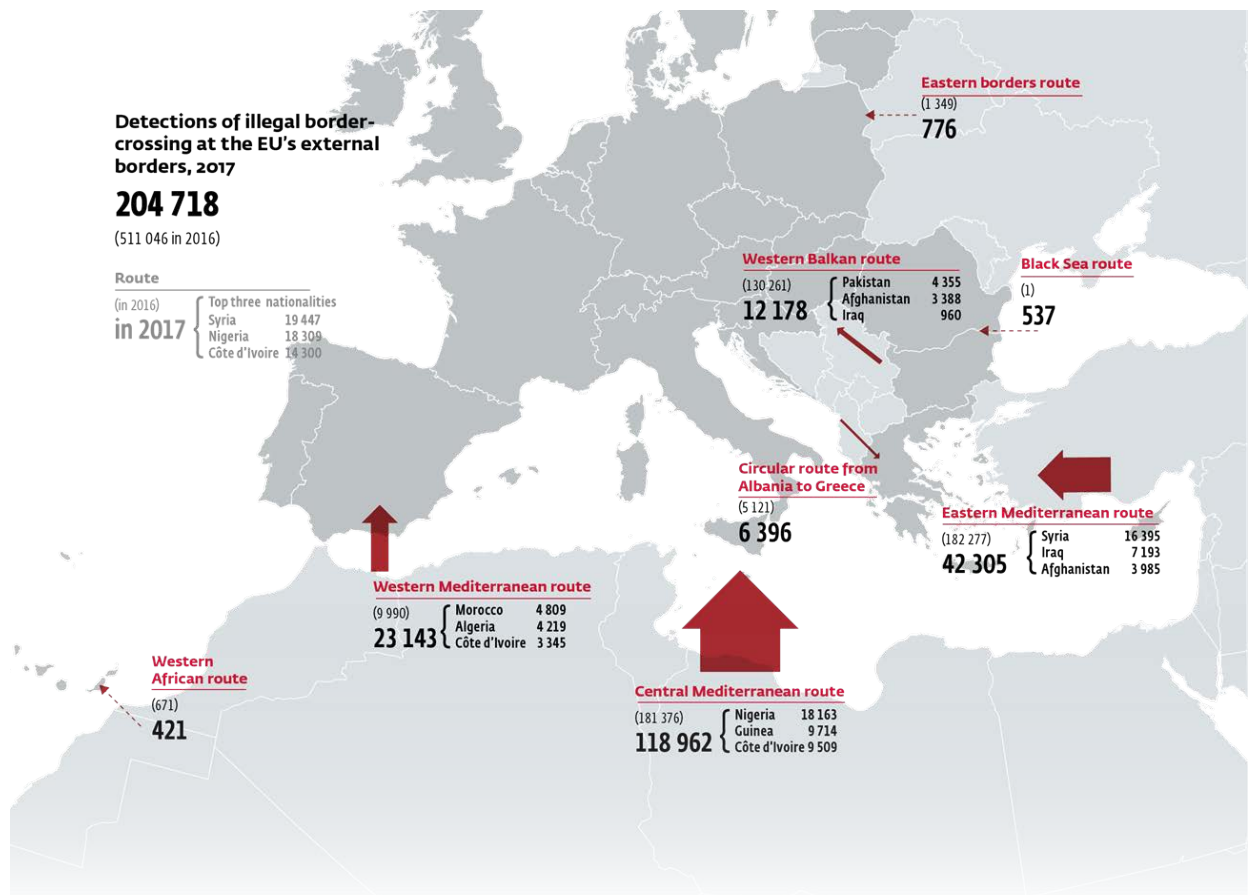 Detections of illegal border-
crossing at the EU's external
borders, 2017
204 718
(511 046 in 2016)
Route
(in 2016)
in 2017
Top three nationalities
Syria 19 447
Nigeria 18 309
Côte d'Ivoire 14 300
Eastern borders route
(1 349)
776
Western Balkan route
(130 261)
12 178
Pakistan 4 355
Afghanistan 3 388
Iraq 960
Black Sea route
(1)
537
Circular route from
Albania to Greece
(5 121)
6 396
Eastern Mediterranean route
(182 277)
42 305
Syria 16 395
Iraq 7 193
Afghanistan 3 985
Western Mediterranean route
(9 990)
23 143
Morocco 4 809
Algeria 4 219
Côte d'Ivoire 3 345
Western
African route
(671)
421
Central Mediterranean route
(181 376)
118 962
Nigeria 18 163
Guinea 9 714
Côte d'Ivoire 9 509